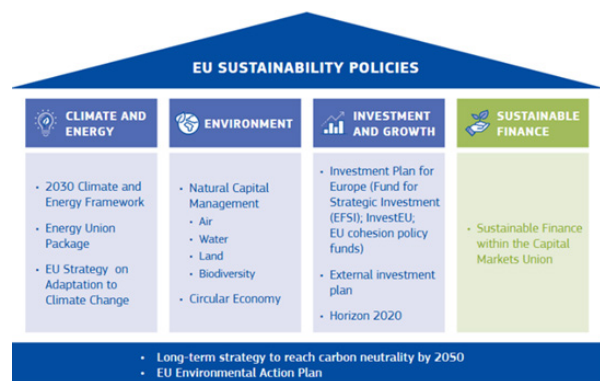 EU SUSTAINABILITY POLICIES
CLIMATE AND
ENERGY
• 2030 Climate and
Energy Framework
• Energy Union
Package
• EU Strategy on
Adaptation to
Climate Change
ENVIRONMENT
• Natural Capital
Management
• Air
• Water
• Land
• Biodiversity
• Circular Economy
INVESTMENT
AND GROWTH
• Investment Plan for
Europe (Fund for
Strategic Investment
(EFSI); InvestEU;
EU cohesion policy
funds)
• External investment
plan
• Horizon 2020
SUSTAINABLE
FINANCE
• Sustainable Finance
within the Capital
Markets Union
• Long-term strategy to reach carbon neutrality by 2050
• EU Environmental Action Plan